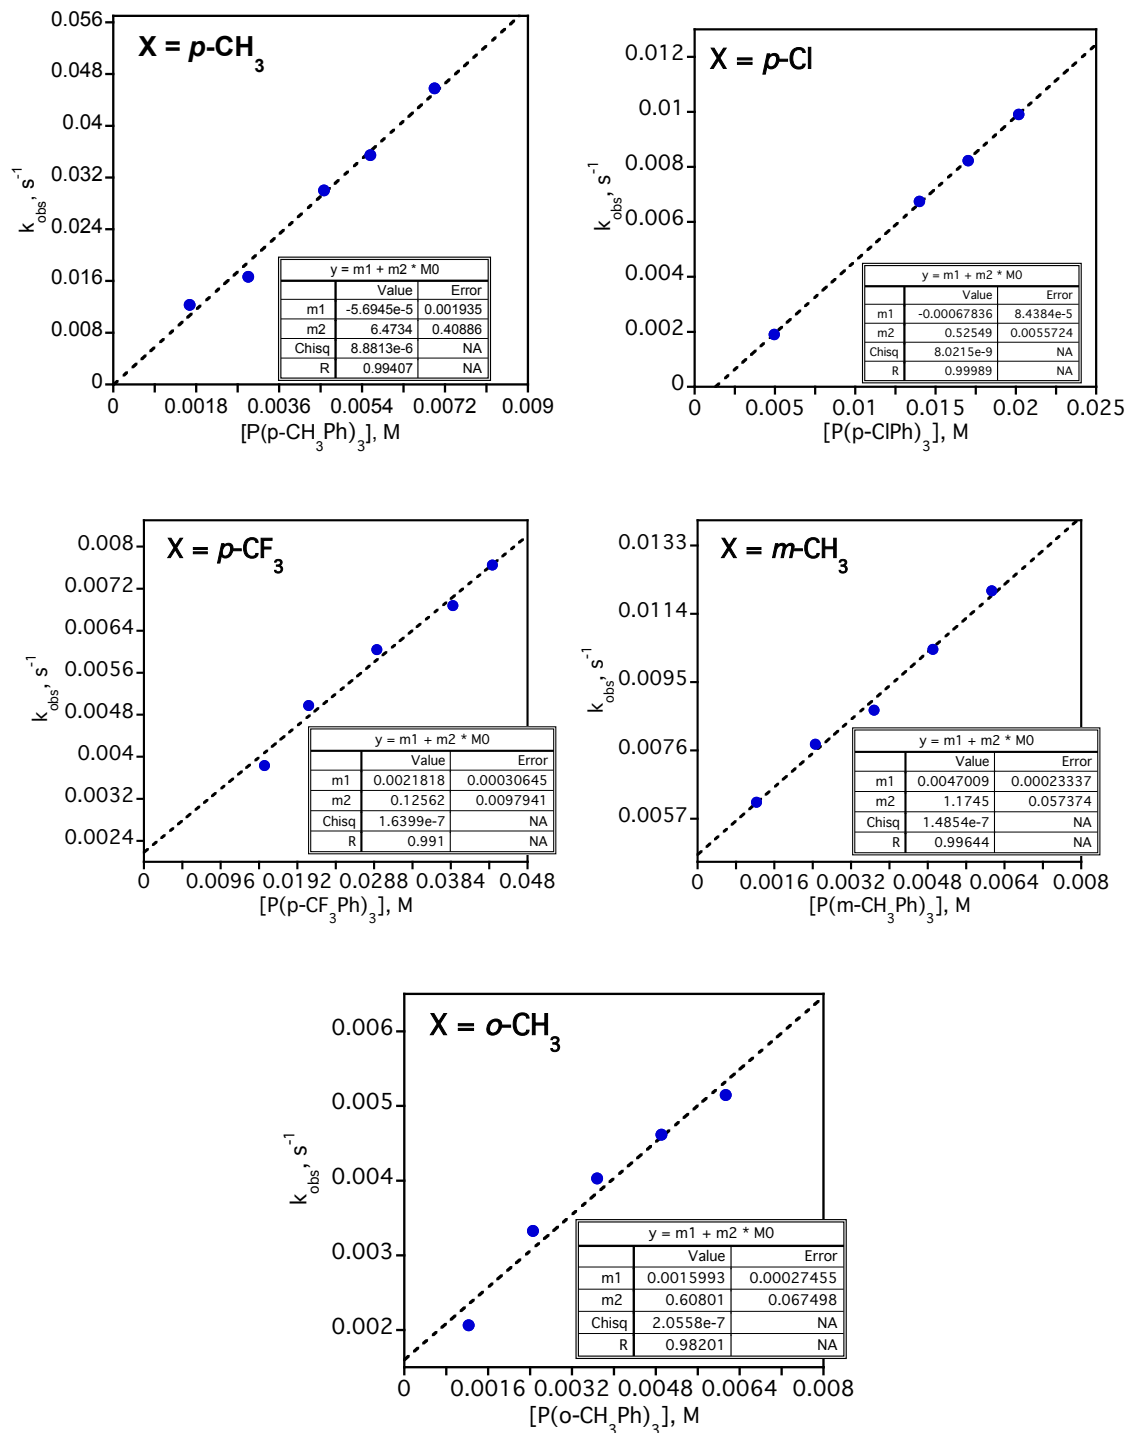 X = p-CH3
0.056
0.048
0.04
0.032
0.024
0.016
0.008
0
kobs, s-1
y = m1 + m2 * M0
Value Error
m1 -5.6945e-5 0.001935
m2 6.4734 0.40886
Chisq 8.8813e-6 NA
R 0.99407 NA
0 0.0018 0.0036 0.0054 0.0072 0.009
[P(p-CH3Ph)3], M
X = p-Cl
0.012
0.01
0.008
0.006
0.004
0.002
0
kobs, s-1
y = m1 + m2 * M0
Value Error
m1 -0.00067836 8.4384e-5
m2 0.52549 0.0055724
Chisq 8.0215e-9 NA
R 0.99989 NA
0 0.005 0.01 0.015 0.02 0.025
[P(p-ClPh)3], M
X = p-CF3
0.008
0.0072
0.0064
0.0056
0.0048
0.004
0.0032
0.0024
kobs, s-1
y = m1 + m2 * M0
Value Error
m1 0.0021818 0.00030645
m2 0.12562 0.0097941
Chisq 1.6399e-7 NA
R 0.991 NA
0 0.0096 0.0192 0.0288 0.0384 0.048
[P(p-CF3Ph)3], M
X = m-CH3
0.0133
0.0114
0.0095
0.0076
0.0057
kobs, s-1
y = m1 + m2 * M0
Value Error
m1 0.0047009 0.00023337
m2 1.1745 0.057374
Chisq 1.4854e-7 NA
R 0.99644 NA
0 0.0016 0.0032 0.0048 0.0064 0.008
[P(m-CH3Ph)3], M
X = o-CH3
0.006
0.005
0.004
0.003
0.002
kobs, s-1
y = m1 + m2 * M0
Value Error
m1 0.0015993 0.00027455
m2 0.60801 0.067498
Chisq 2.0558e-7 NA
R 0.98201 NA
0 0.0016 0.0032 0.0048 0.0064 0.008
[P(o-CH3Ph)3], M